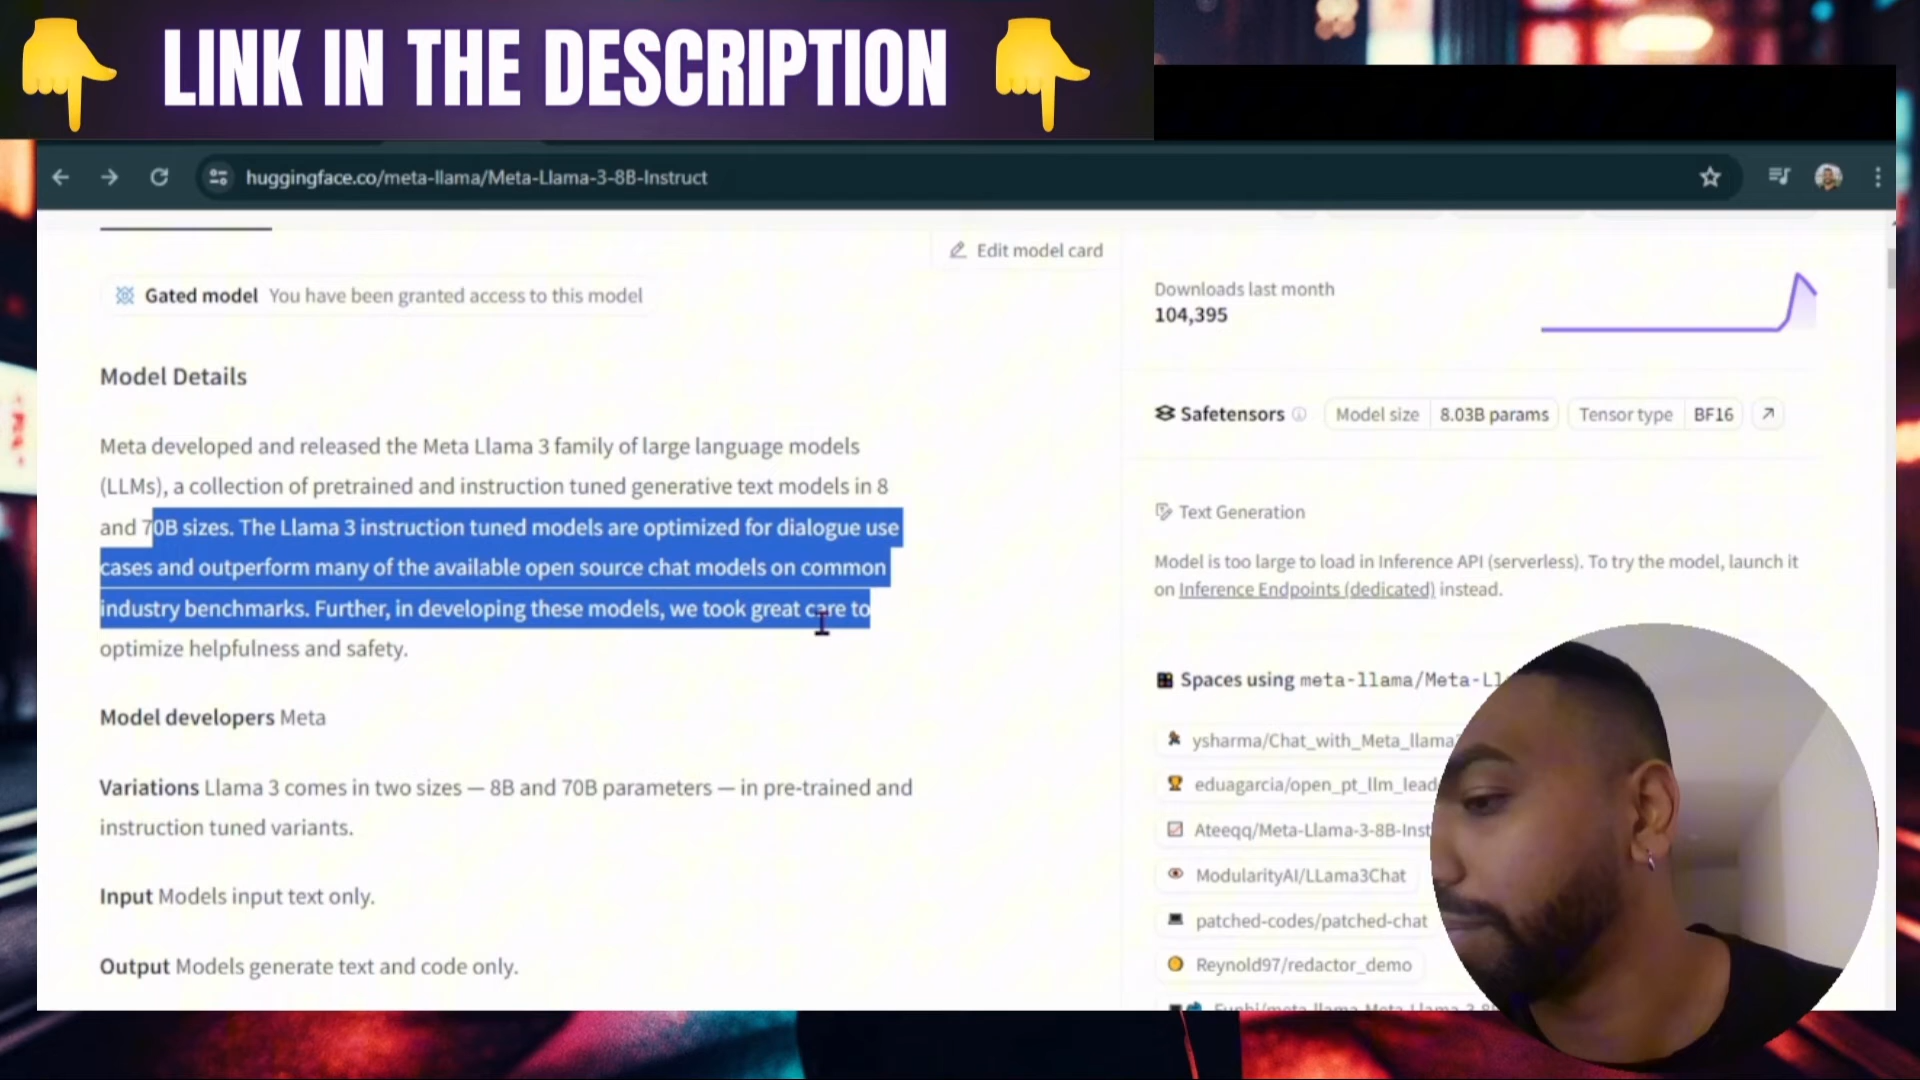 LINK IN THE DESCRIPTION
huggingface.co/meta-llama/Meta-Llama-3-8B-Instruct
Edit model card
Gated model You have been granted access to this model
Model Details
Meta developed and released the Meta Llama 3 family of large language models
(LLMs), a collection of pretrained and instruction tuned generative text models in 8
and 70B sizes. The Llama 3 instruction tuned models are optimized for dialogue use
cases and outperform many of the available open source chat models on common
industry benchmarks. Further, in developing these models, we took great care to
optimize helpfulness and safety.
Model developers Meta
Variations Llama 3 comes in two sizes — 8B and 70B parameters — in pre-trained and
instruction tuned variants.
Input Models input text only.
Output Models generate text and code only.
Downloads last month
104,395
Safetensors Model size 8.03B params Tensor type BF16
Text Generation
Model is too large to load in Inference API (serverless). To try the model, launch it
on Inference Endpoints (dedicated) instead.
Spaces using meta-llama/Meta-Ll
ysharma/Chat_with_Meta_llama
eduagarcia/open_pt_llm_lead
Ateeqq/Meta-Llama-3-8B-Inst
ModularityAI/LLama3Chat
patched-codes/patched-chat
Reynold97/redactor_demo